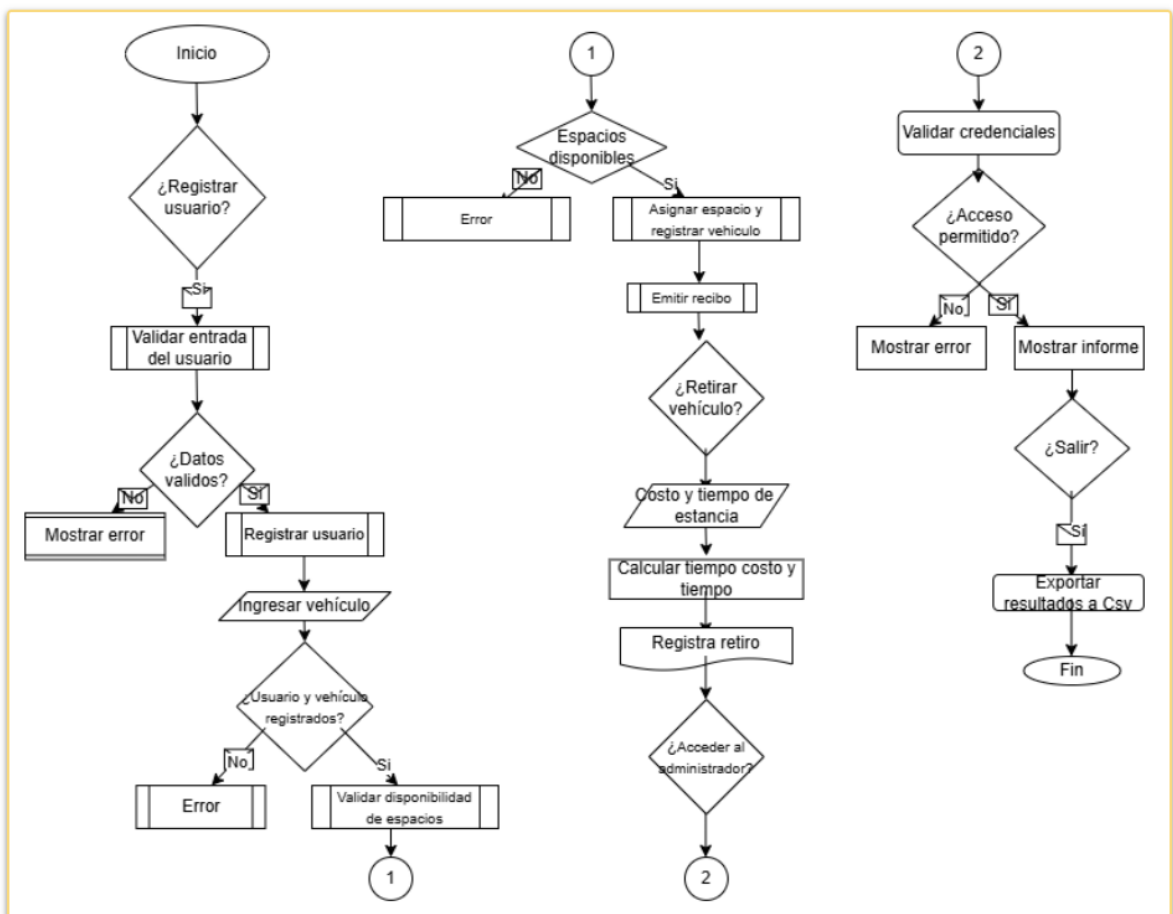 Inicio
¿Registrar
usuario?
Si
Validar entrada
del usuario
¿Datos
validos?
No
Si
Mostrar error
Registrar usuario
Ingresar vehículo
¿Usuario y vehículo
registrados?
No
Si
Error
Validar disponibilidad
de espacios
1
1
Espacios
disponibles
No
Si
Error
Asignar espacio y
registrar vehiculo
Emitir recibo
¿Retirar
vehículo?
Costo y tiempo de
estancia
Calcular tiempo costo y
tiempo
Registra retiro
¿Acceder al
administrador?
2
2
Validar credenciales
¿Acceso
permitido?
No
Si
Mostrar error
Mostrar informe
¿Salir?
Si
Exportar
resultados a Csv
Fin